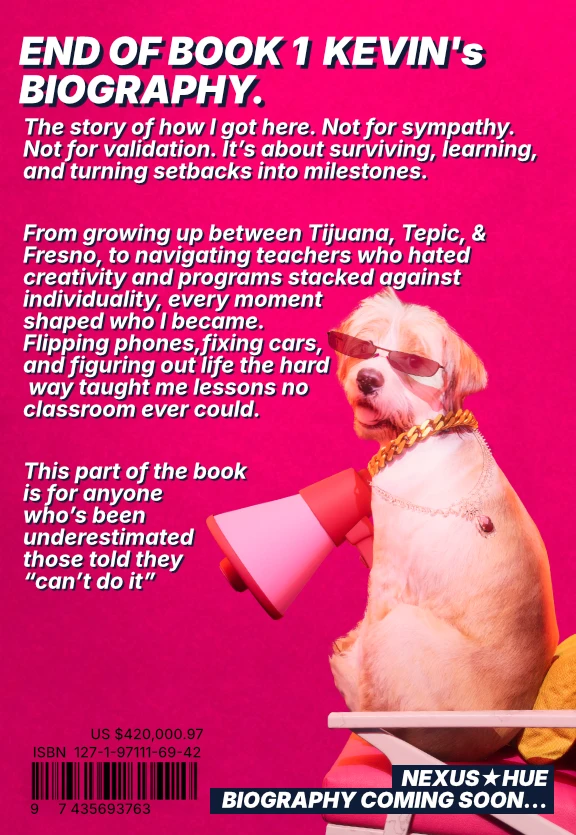 END OF BOOK 1 KEVIN's
BIOGRAPHY.
The story of how I got here. Not for sympathy.
Not for validation. It’s about surviving, learning,
and turning setbacks into milestones.
From growing up between Tijuana, Tepic, &
Fresno, to navigating teachers who hated
creativity and programs stacked against
individuality, every moment
shaped who I became.
Flipping phones,fixing cars,
and figuring out life the hard
way taught me lessons no
classroom ever could.
This part of the book
is for anyone
who’s been
underestimated
those told they
“can’t do it”
US $420,000.97
ISBN 127-1-97111-69-42
9 7 435693763
NEXUS★HUE
BIOGRAPHY COMING SOON...